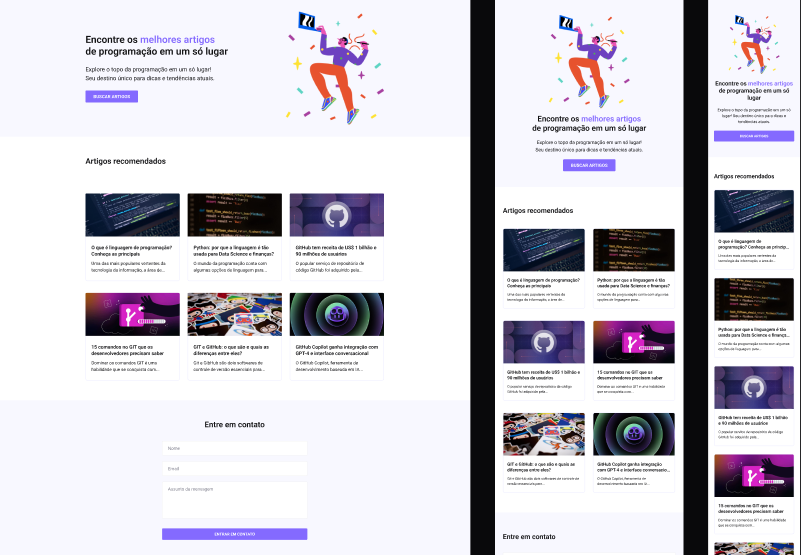 Encontre os melhores artigos
de programação em um só lugar
Explore o topo da programação em um só lugar!
Seu destino único para dicas e tendências atuais.
BUSCAR ARTIGOS
Artigos recomendados
O que é linguagem de programação?
Conheça as principais
Uma das mais populares vertentes da
tecnologia da informação, a área de...
Python: por que a linguagem é tão
usada para Data Science e finanças?
O mundo da programação conta com
algumas opções de linguagem para...
GitHub tem receita de US$ 1 bilhão e
90 milhões de usuários
O popular serviço de repositório de
código GitHub foi adquirido pela...
15 comandos no GIT que os
desenvolvedores precisam saber
Dominar os comandos GIT é uma
habilidade que se conquista com...
GIT e GitHub: o que são e quais as
diferenças entre eles?
Git e GitHub são dois softwares de
controle de versão essenciais para...
GitHub Copilot ganha integração com
GPT-4 e interface conversacional
GitHub Copilot, ferramenta de
desenvolvimento baseada em IA...
Entre em contato
Nome
Email
Assunto da mensagem
ENTRAR EM CONTATO
Encontre os melhores artigos
de programação em um só lugar
Explore o topo da programação em um só lugar!
Seu destino único para dicas e tendências atuais.
BUSCAR ARTIGOS
Artigos recomendados
O que é linguagem de programação?
Conheça as principais
Uma das mais populares vertentes da
tecnologia da informação, a área de...
Python: por que a linguagem é tão
usada para Data Science e finanças?
O mundo da programação conta com algumas
opções de linguagem para...
GitHub tem receita de US$ 1 bilhão e
90 milhões de usuários
O popular serviço de repositório de código
GitHub foi adquirido pela...
15 comandos no GIT que os
desenvolvedores precisam saber
Dominar os comandos GIT é uma habilidade
que se conquista com...
GIT e GitHub: o que são e quais as
diferenças entre eles?
Git e GitHub são dois softwares de controle de
versão essenciais para...
GitHub Copilot ganha integração
com GPT-4 e interface conversacio...
GitHub Copilot, ferramenta de
desenvolvimento baseada em IA...
Entre em contato
Encontre os melhores artigos
de programação em um só
lugar
Explore o topo da programação em um só
lugar! Seu destino único para dicas e
tendências atuais.
BUSCAR ARTIGOS
Artigos recomendados
O que é linguagem de
programação? Conheça as principai...
Uma das mais populares vertentes da
tecnologia da informação, a área de...
Python: por que a linguagem é tão
usada para Data Science e finanças?
O mundo da programação conta com algumas
opções de linguagem para...
GitHub tem receita de US$ 1
bilhão e 90 milhões de usuários
O popular serviço de repositório de código
GitHub foi adquirido pela...
15 comandos no GIT que os
desenvolvedores precisam saber
Dominar os comandos GIT é uma habilidade
que se conquista com...